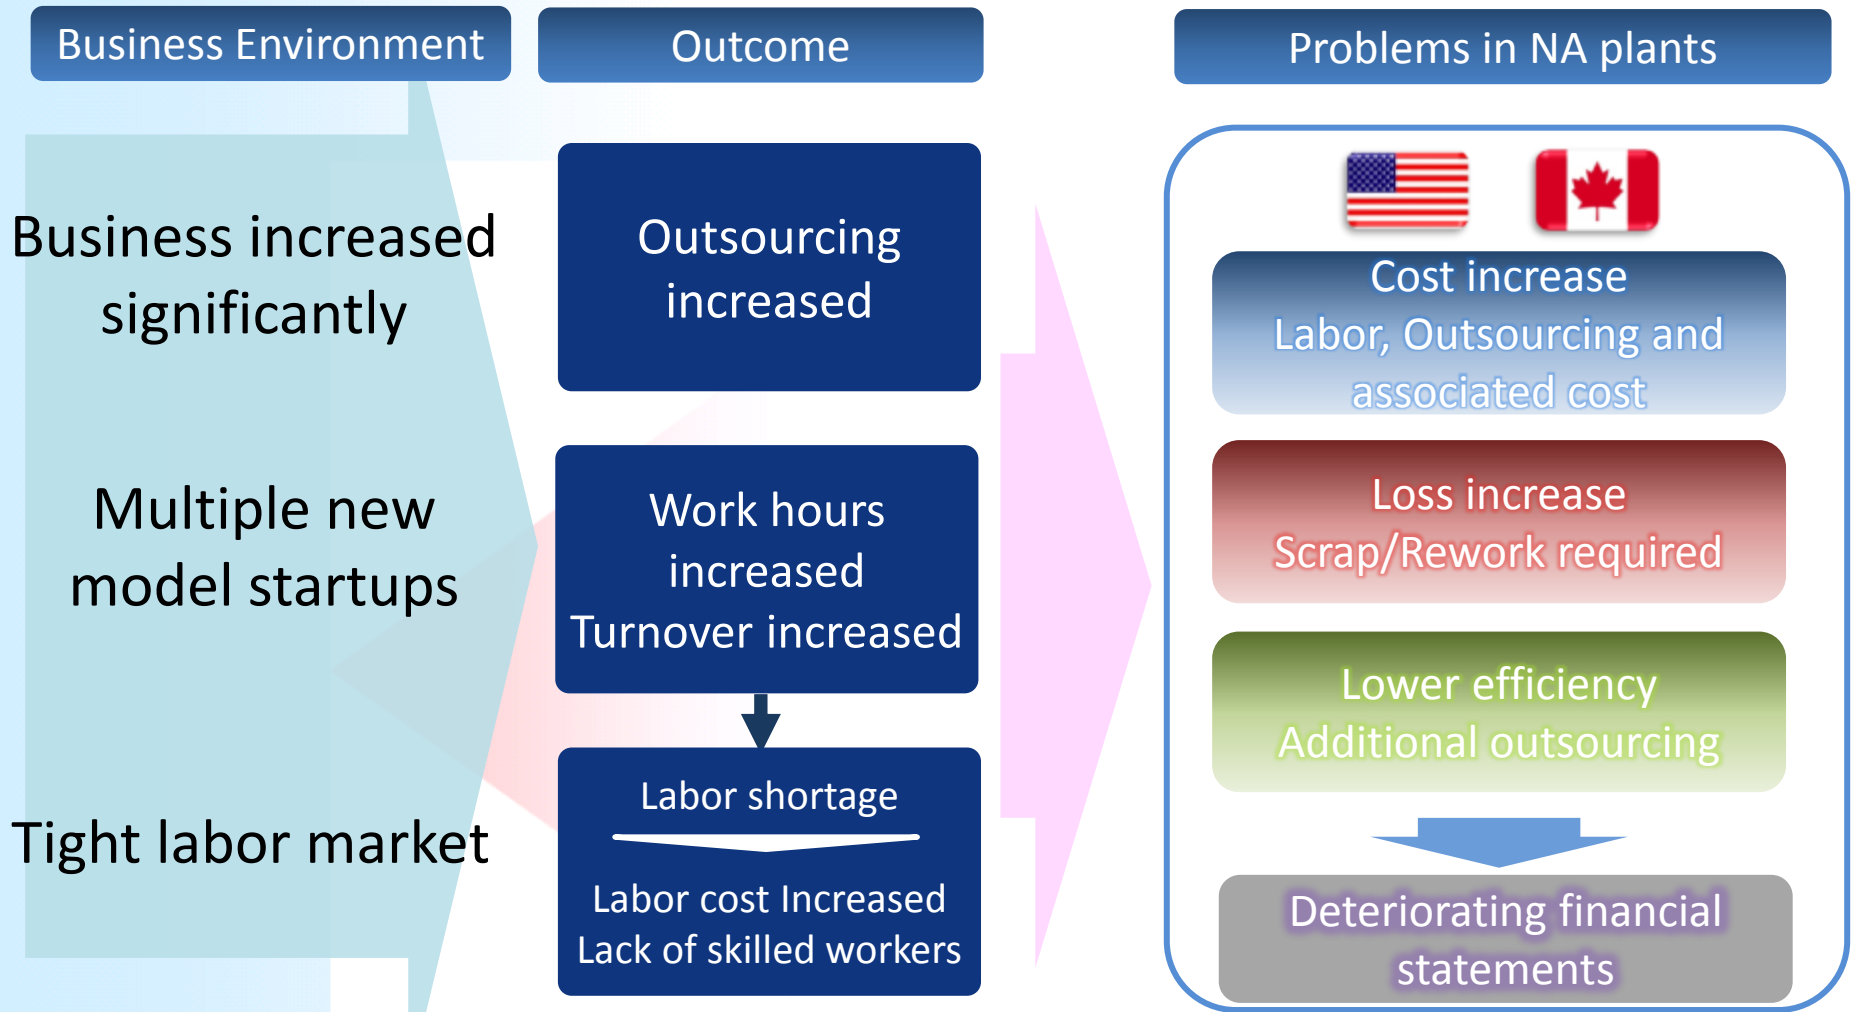 Business Environment
Outcome
Problems in NA plants
Business increased
significantly
Multiple new
model startups
Tight labor market
Outsourcing
increased
Work hours
increased
Turnover increased
Labor shortage
Labor cost Increased
Lack of skilled workers
Cost increase
Labor, Outsourcing and
associated cost
Loss increase
Scrap/Rework required
Lower efficiency
Additional outsourcing
Deteriorating financial
statements